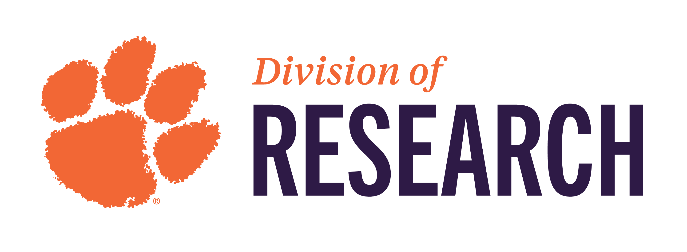 Division of
RESEARCH
®